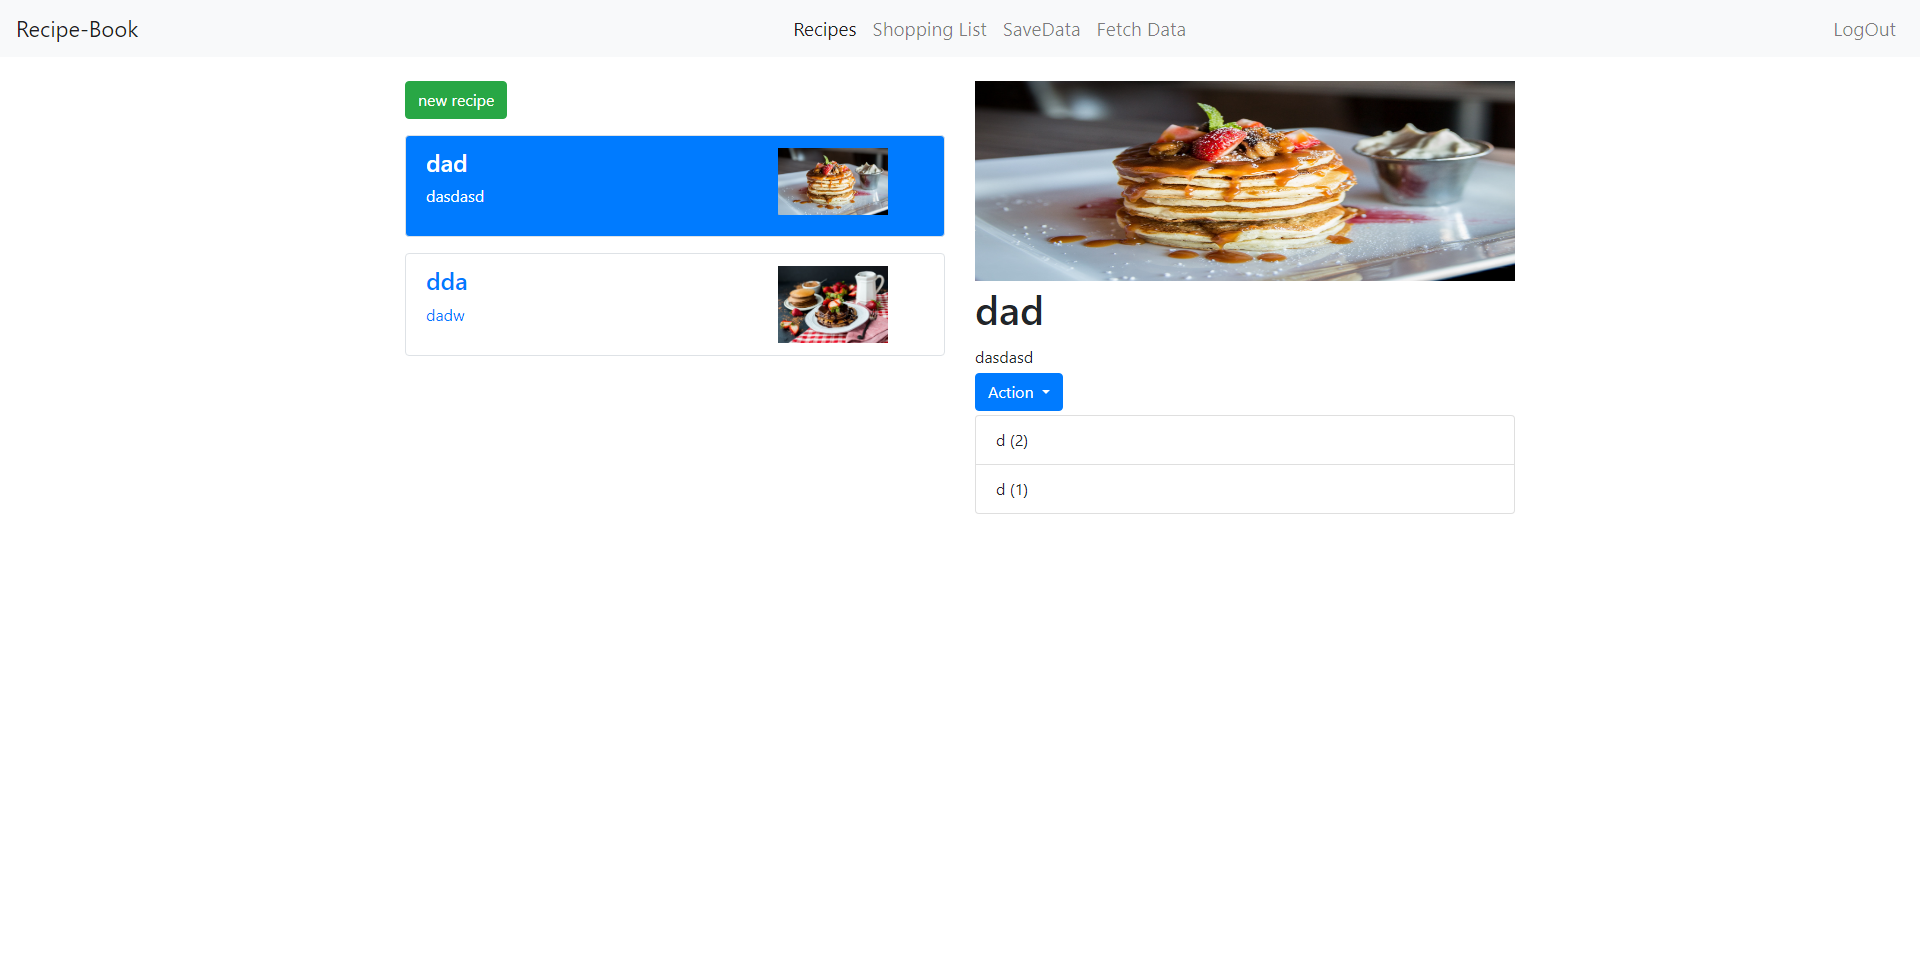 Recipe-Book
Recipes Shopping List SaveData Fetch Data
LogOut
new recipe
dad
dasdasd
dda
dadw
dad
dasdasd
Action
d (2)
d (1)